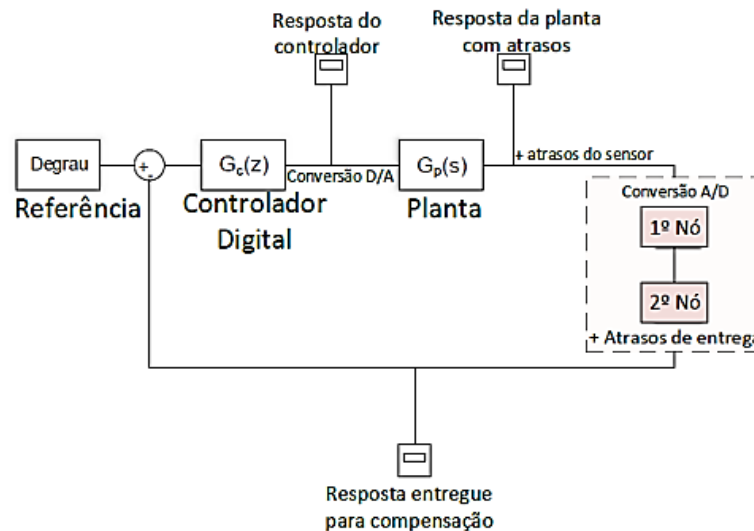 Resposta do
controlador
Resposta da planta
com atrasos
Degrau
+
-
Gc(z)
Conversão D/A
Gp(s)
+ atrasos do sensor
Referência
Controlador
Digital
Planta
Conversão A/D
1º Nó
2º Nó
+ Atrasos de entrega
Resposta entregue
para compensação